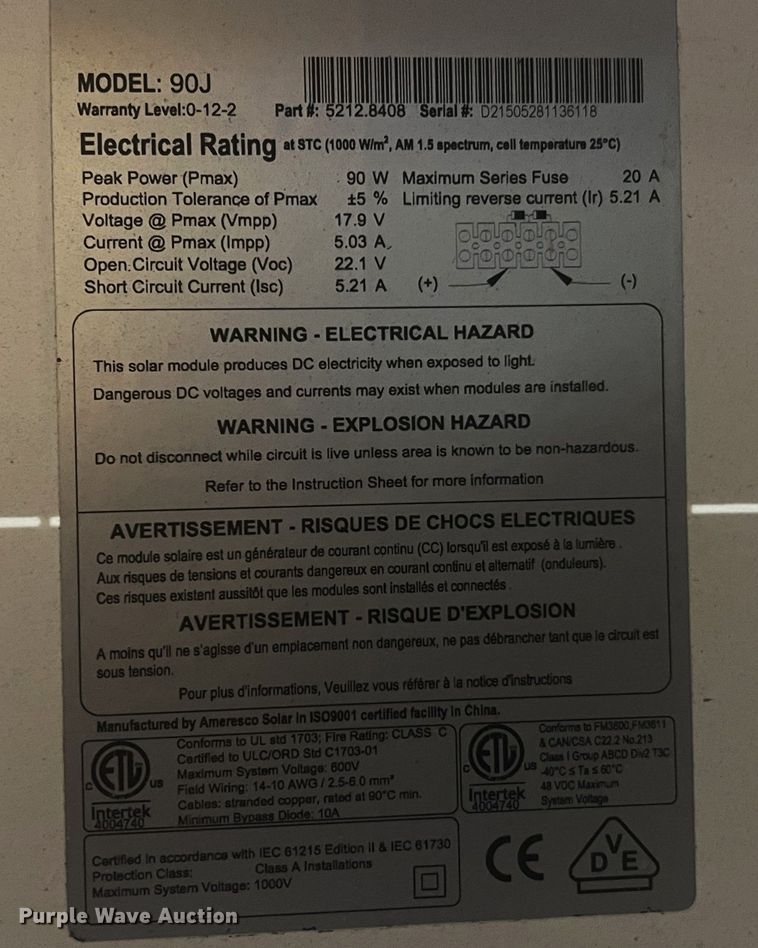 MODEL: 90J
Warranty Level:0-12-2 Part #: 5212.8408 Serial #: D21505281136118
Electrical Rating at STC (1000 W/m², AM 1.5 spectrum, cell temperature 25°C)
Peak Power (Pmax) 90 W Maximum Series Fuse 20 A
Production Tolerance of Pmax ±5 % Limiting reverse current (Ir) 5.21 A
Voltage @ Pmax (Vmpp) 17.9 V
Current @ Pmax (Impp) 5.03 A
Open Circuit Voltage (Voc) 22.1 V
Short Circuit Current (Isc) 5.21 A (+) (-)
WARNING - ELECTRICAL HAZARD
This solar module produces DC electricity when exposed to light.
Dangerous DC voltages and currents may exist when modules are installed.
WARNING - EXPLOSION HAZARD
Do not disconnect while circuit is live unless area is known to be non-hazardous.
Refer to the Instruction Sheet for more information
AVERTISSEMENT - RISQUES DE CHOCS ELECTRIQUES
Ce module solaire est un générateur de courant continu (CC) lorsqu'il est exposé à la lumière .
Aux risques de tensions et courants dangereux en courant continu et alternatif (onduleurs).
Ces risques existent aussitôt que les modules sont installés et connectés .
AVERTISSEMENT - RISQUE D'EXPLOSION
A moins qu'il ne s'agisse d'un emplacement non dangereux, ne pas débrancher tant que le circuit est
sous tension.
Pour plus d'informations, Veuillez vous référer à la notice d'instructions
Manufactured by Ameresco Solar in ISO9001 certified facility in China.
Conforms to UL std 1703; Fire Rating: CLASS C
Certified to ULC/ORD Std C1703-01
Maximum System Voltage: 600V
Field Wiring: 14-10 AWG / 2.5-6.0 mm²
Cables: stranded copper, rated at 90°C min.
Minimum Bypass Diode: 10A
C ETL US
Intertek
4004740
Conforms to FM3600,FM3611
& CAN/CSA C22.2 No.213
Class I Group ABCD Div2 T3C
-40°C ≤ Ta ≤ 60°C
48 VDC Maximum
System Voltage
C ETL US
Intertek
4004740
Certified in accordance with IEC 61215 Edition II & IEC 61730
Protection Class: Class A Installations
Maximum System Voltage: 1000V
CE
DVE
Purple Wave Auction